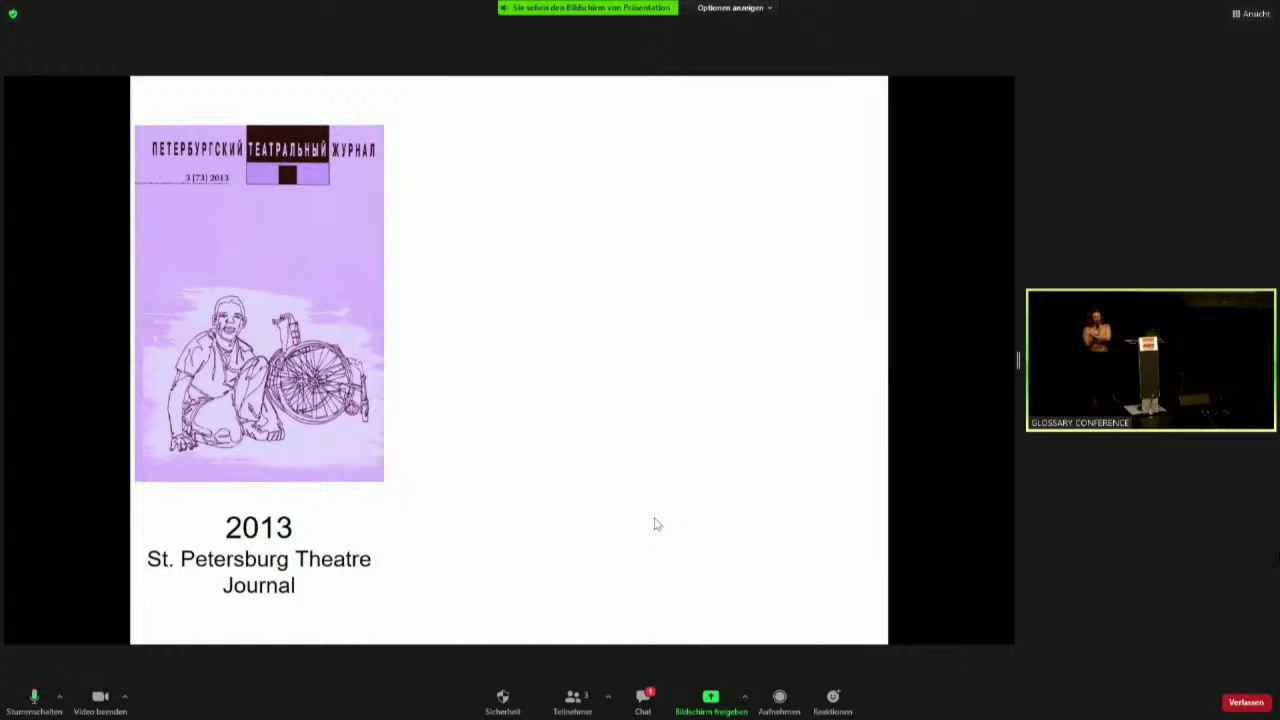 Sie sehen den Bildschirm von Präsentation
Optionen anzeigen
Ansicht
ПЕТЕРБУРГСКИЙ ТЕАТРАЛЬНЫЙ ЖУРНАЛ
3 (73) 2013
2013
St. Petersburg Theatre
Journal
GLOSSARY CONFERENCE
Stummschalten
Video beenden
Sicherheit
3
Teilnehmer
1
Chat
Bildschirm freigeben
Aufnehmen
Reaktionen
Verlassen